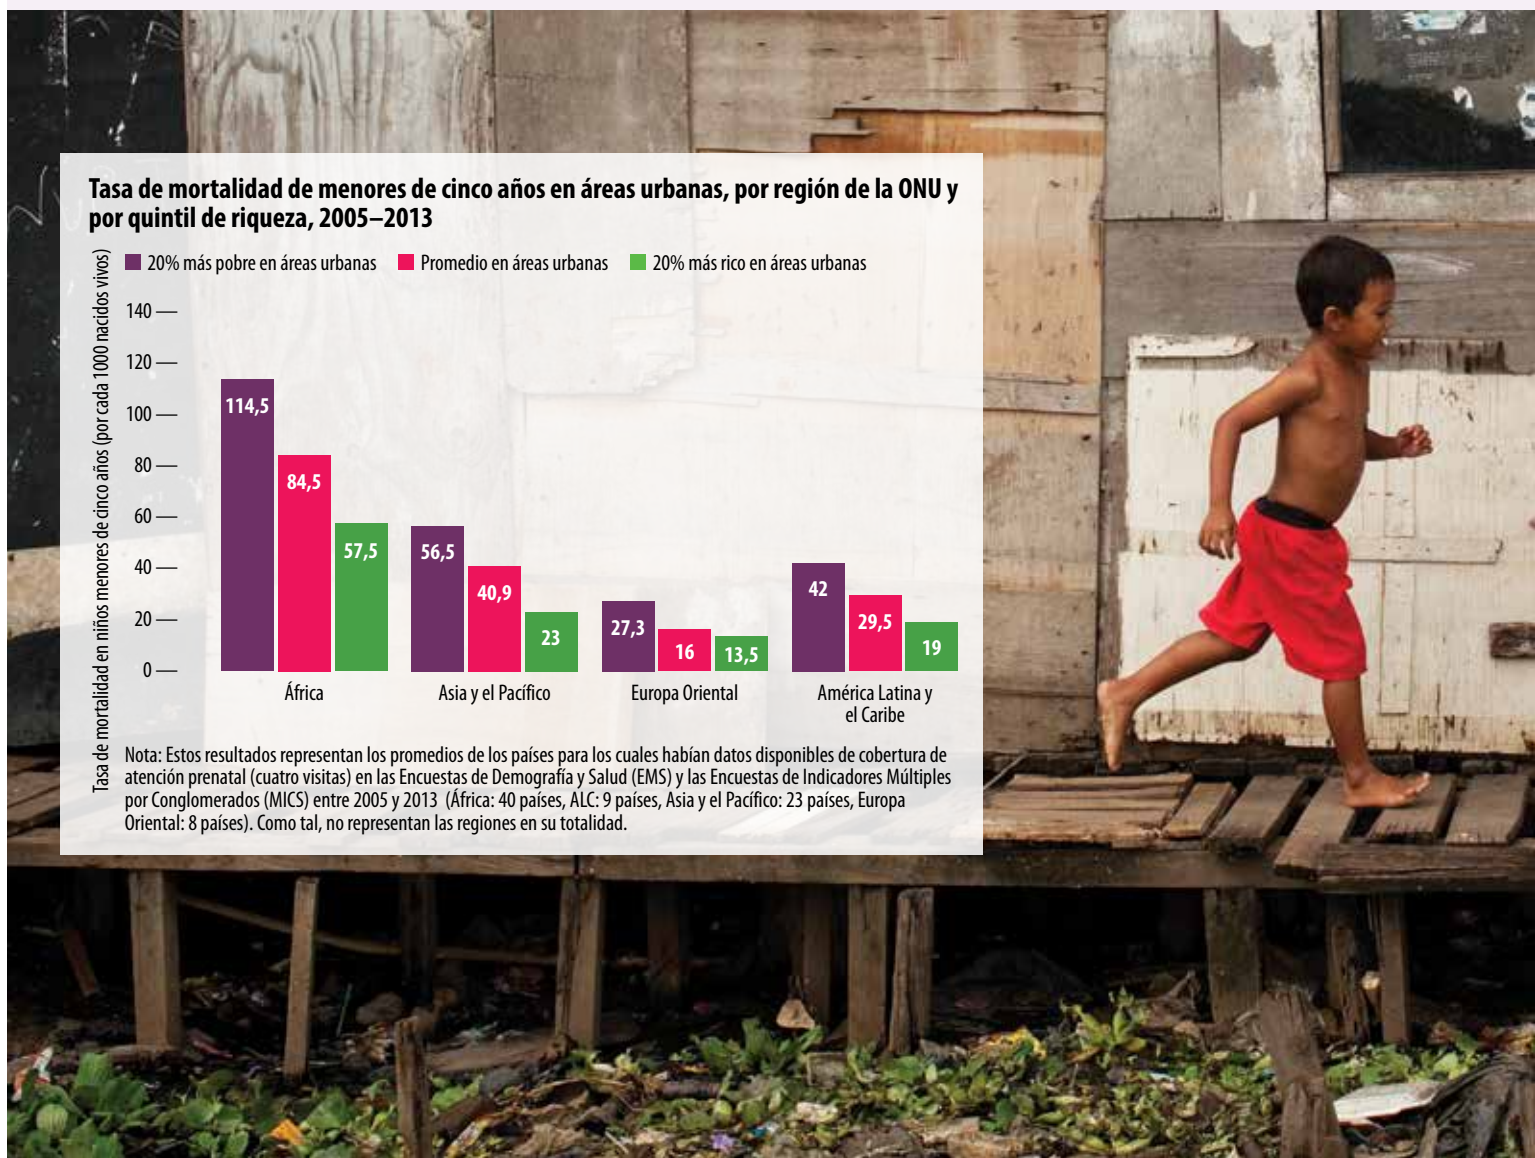 Tasa de mortalidad de menores de cinco años en áreas urbanas, por región de la ONU y
por quintil de riqueza, 2005–2013
20% más pobre en áreas urbanas
Promedio en áreas urbanas
20% más rico en áreas urbanas
Tasa de mortalidad en niños menores de cinco años (por cada 1000 nacidos vivos)
140
120
100
80
60
40
20
0
114,5
84,5
57,5
56,5
40,9
23
27,3
16
13,5
42
29,5
19
África
Asia y el Pacífico
Europa Oriental
América Latina y
el Caribe
Nota: Estos resultados representan los promedios de los países para los cuales habían datos disponibles de cobertura de
atención prenatal (cuatro visitas) en las Encuestas de Demografía y Salud (EMS) y las Encuestas de Indicadores Múltiples
por Conglomerados (MICS) entre 2005 y 2013 (África: 40 países, ALC: 9 países, Asia y el Pacífico: 23 países, Europa
Oriental: 8 países). Como tal, no representan las regiones en su totalidad.